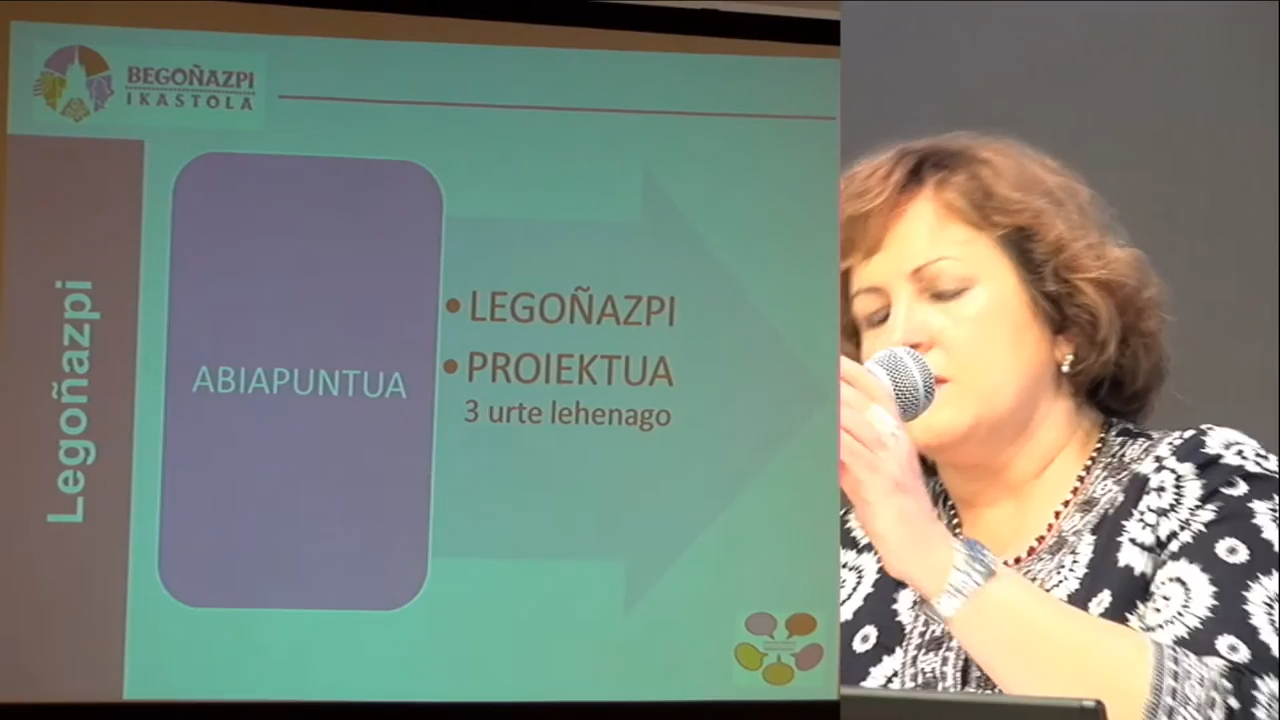 BEGOÑAZPI
IKASTOLA
Legoñazpi
ABIAPUNTUA
• LEGOÑAZPI
• PROIEKTUA
3 urte lehenago